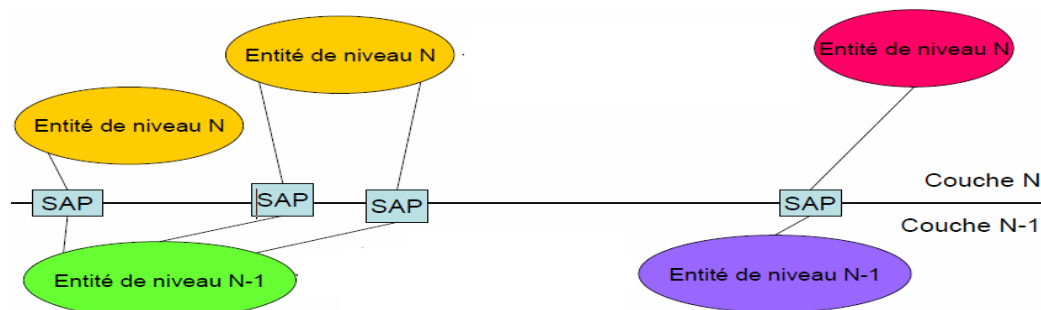 Entité de niveau N
Entité de niveau N
Entité de niveau N
SAP
SAP
SAP
SAP
Couche N
Couche N-1
Entité de niveau N-1
Entité de niveau N-1